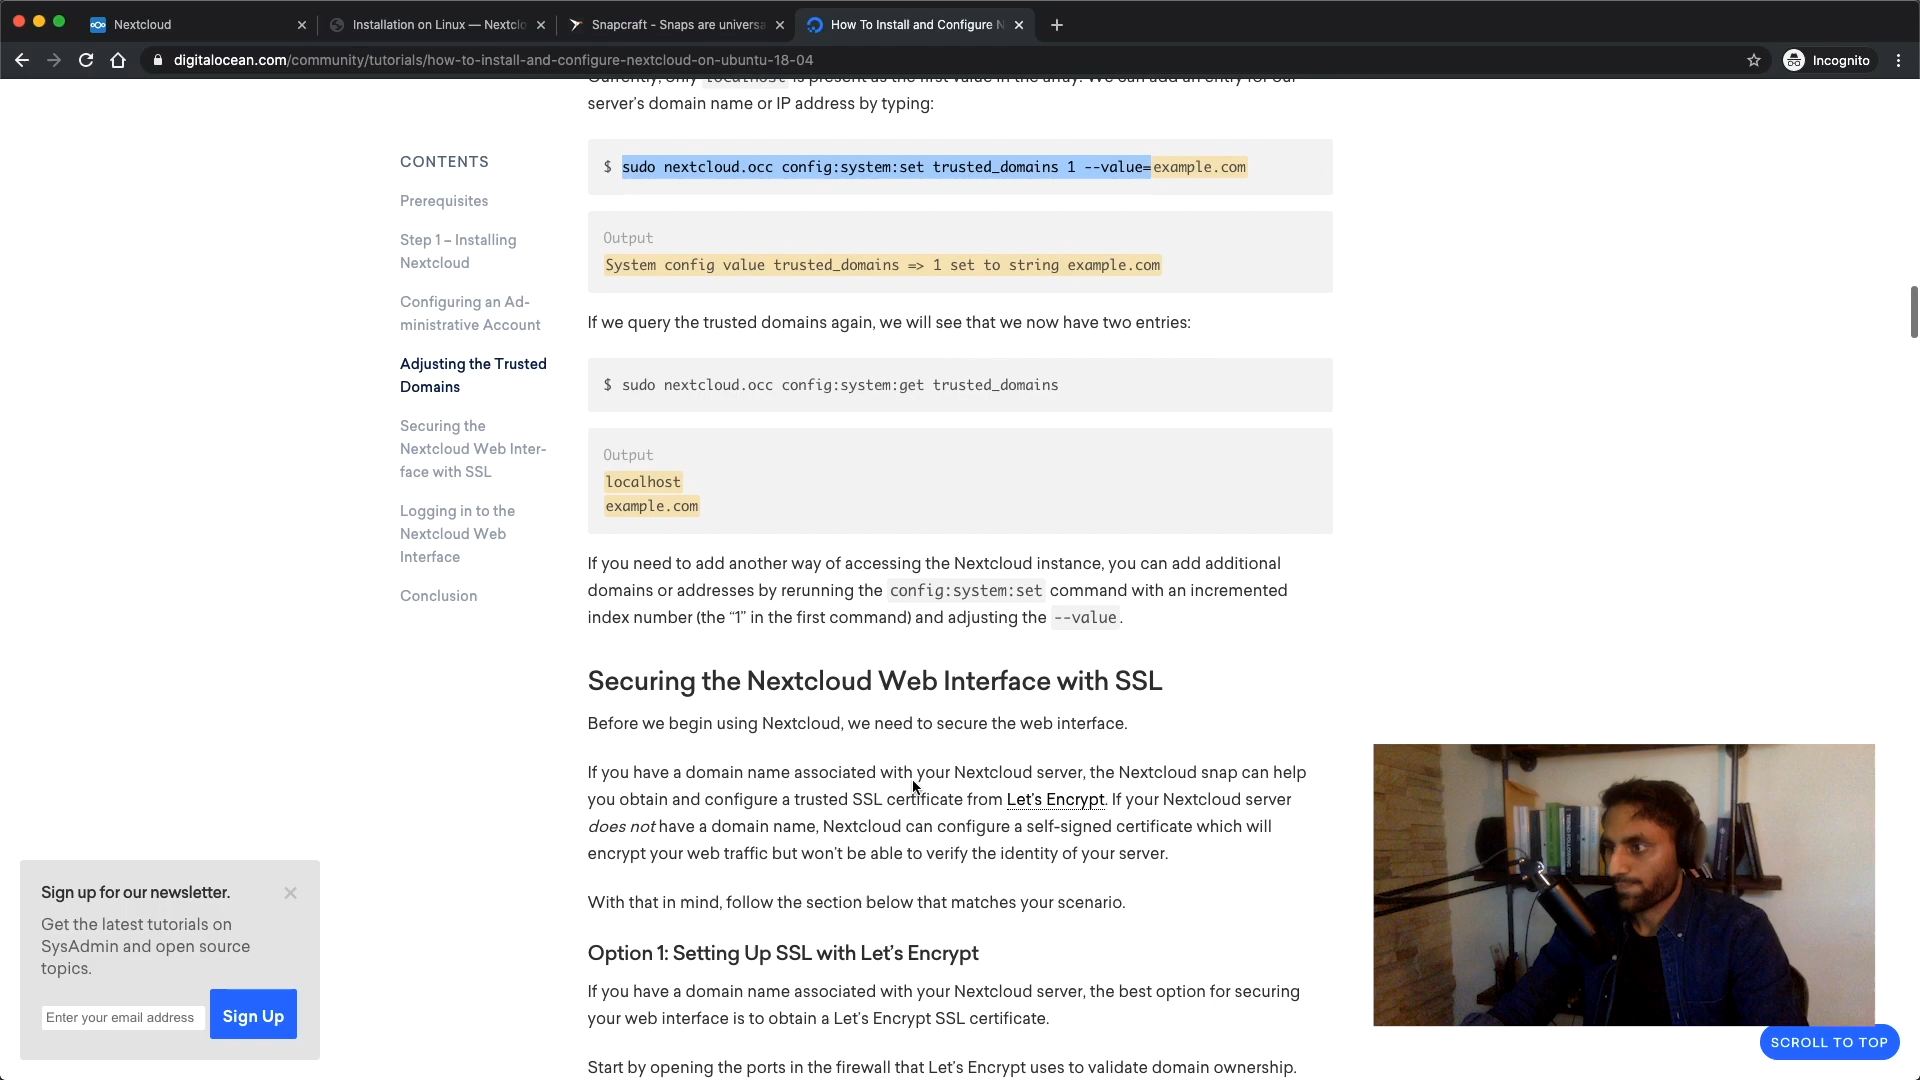 Nextcloud
Installation on Linux — Nextclo
Snapcraft - Snaps are universa
How To Install and Configure N
digitalocean.com/community/tutorials/how-to-install-and-configure-nextcloud-on-ubuntu-18-04
Incognito
Currently, only localhost is present as the first value in the array. We can add an entry for our
server's domain name or IP address by typing:
$ sudo nextcloud.occ config:system:set trusted_domains 1 --value=example.com
Output
System config value trusted_domains => 1 set to string example.com
If we query the trusted domains again, we will see that we now have two entries:
$ sudo nextcloud.occ config:system:get trusted_domains
Output
localhost
example.com
If you need to add another way of accessing the Nextcloud instance, you can add additional
domains or addresses by rerunning the config:system:set command with an incremented
index number (the “1” in the first command) and adjusting the --value.
Securing the Nextcloud Web Interface with SSL
Before we begin using Nextcloud, we need to secure the web interface.
If you have a domain name associated with your Nextcloud server, the Nextcloud snap can help
you obtain and configure a trusted SSL certificate from Let's Encrypt. If your Nextcloud server
does not have a domain name, Nextcloud can configure a self-signed certificate which will
encrypt your web traffic but won't be able to verify the identity of your server.
With that in mind, follow the section below that matches your scenario.
Option 1: Setting Up SSL with Let's Encrypt
If you have a domain name associated with your Nextcloud server, the best option for securing
your web interface is to obtain a Let's Encrypt SSL certificate.
Start by opening the ports in the firewall that Let's Encrypt uses to validate domain ownership.
CONTENTS
Prerequisites
Step 1 – Installing
Nextcloud
Configuring an Ad-
ministrative Account
Adjusting the Trusted
Domains
Securing the
Nextcloud Web Inter-
face with SSL
Logging in to the
Nextcloud Web
Interface
Conclusion
Sign up for our newsletter.
Get the latest tutorials on
SysAdmin and open source
topics.
Enter your email address
Sign Up
SCROLL TO TOP